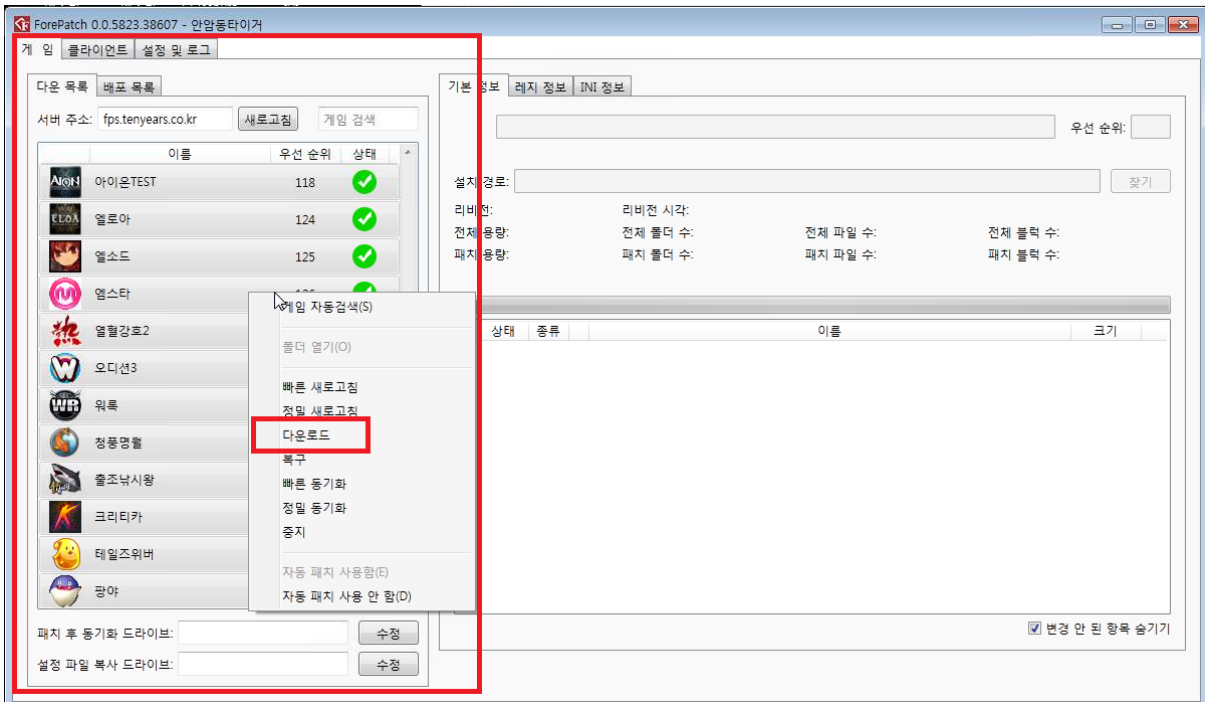 ForePatch 0.0.5823.38607 - 안암동타이거
게 임 클라이언트 설정 및 로그
다운 목록 배포 목록
서버 주소: fps.tenyears.co.kr 새로고침 게임 검색
이름 우선 순위 상태
AION 아이온TEST 118
ELOA 엘로아 124
엘소드 125
엠스타
열혈강호2
오디션3
WR 워록
청풍명월
출조낚시왕
크리티카
테일즈위버
팡야
게임 자동검색(S)
폴더 열기(O)
빠른 새로고침
정밀 새로고침
다운로드
복구
빠른 동기화
정밀 동기화
중지
자동 패치 사용함(E)
자동 패치 사용 안 함(D)
패치 후 동기화 드라이브: 수정
설정 파일 복사 드라이브: 수정
기본 정보 레지 정보 INI 정보
우선 순위:
설치 경로: 찾기
리비전: 리비전 시각:
전체 용량: 전체 폴더 수: 전체 파일 수: 전체 블럭 수:
패치 용량: 패치 폴더 수: 패치 파일 수: 패치 블럭 수:
상태 종류 이름 크기
변경 안 된 항목 숨기기